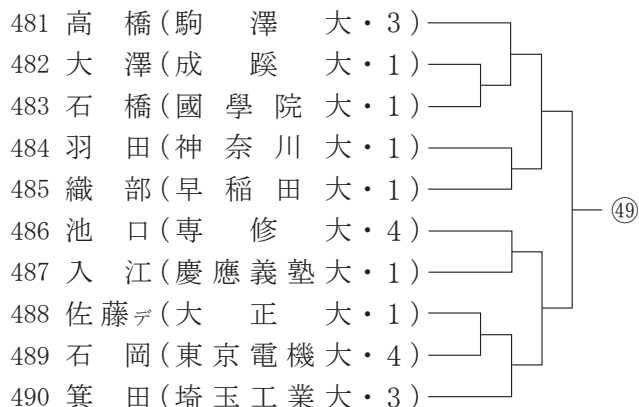 481 高橋(駒澤大・3)
482 大澤(成蹊大・1)
483 石橋(國學院大・1)
484 羽田(神奈川大・1)
485 織部(早稲田大・1)
486 池口(専修大・4)
487 入江(慶應義塾大・1)
488 佐藤デ(大正大・1)
489 石岡(東京電機大・4)
490 箕田(埼玉工業大・3)
㊾